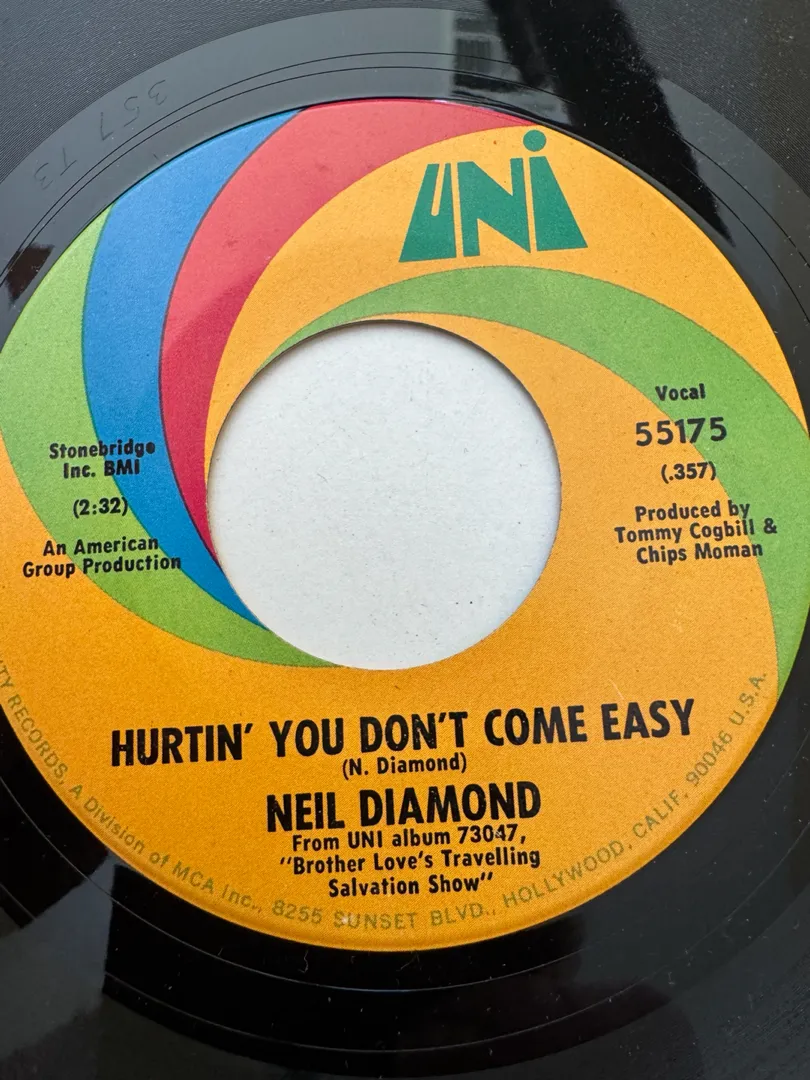 357 T3
UNI
Vocal
55175
(.357)
Produced by
Tommy Cogbill &
Chips Moman
Stonebridge
Inc. BMI
(2:32)
An American
Group Production
HURTIN' YOU DON'T COME EASY
(N. Diamond)
NEIL DIAMOND
From UNI album 73047,
"Brother Love's Travelling
Salvation Show"
TY RECORDS, A Division of MCA Inc., 8255 SUNSET BLVD., HOLLYWOOD, CALIF. 90046 U.S.A.